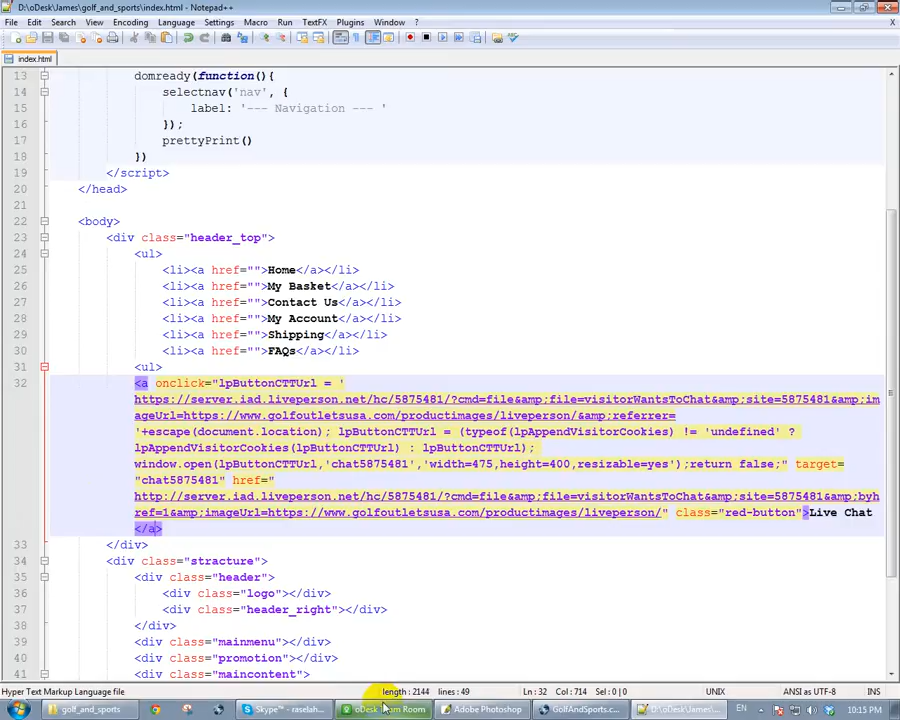 D:\oDesk\James\golf_and_sports\index.html - Notepad++
File Edit Search View Encoding Language Settings Macro Run TextFX Plugins Window ?
index.html
13 domready(function(){
14 selectnav('nav', {
15 label: '--- Navigation --- '
16 });
17 prettyPrint()
18 })
19 </script>
20 </head>
21
22 <body>
23 <div class="header_top">
24 <ul>
25 <li><a href="">Home</a></li>
26 <li><a href="">My Basket</a></li>
27 <li><a href="">Contact Us</a></li>
28 <li><a href="">My Account</a></li>
29 <li><a href="">Shipping</a></li>
30 <li><a href="">FAQs</a></li>
31 <ul>
32 <a onclick="lpButtonCTTUrl = '
https://server.iad.liveperson.net/hc/5875481/?cmd=file&amp;file=visitorWantsToChat&amp;site=5875481&amp;im
ageUrl=https://www.golfoutletsusa.com/productimages/liveperson/&amp;referrer=
'+escape(document.location); lpButtonCTTUrl = (typeof(lpAppendVisitorCookies) != 'undefined' ?
lpAppendVisitorCookies(lpButtonCTTUrl) : lpButtonCTTUrl);
window.open(lpButtonCTTUrl,'chat5875481','width=475,height=400,resizable=yes');return false;" target=
"chat5875481" href="
http://server.iad.liveperson.net/hc/5875481/?cmd=file&amp;file=visitorWantsToChat&amp;site=5875481&amp;byh
ref=1&amp;imageUrl=https://www.golfoutletsusa.com/productimages/liveperson/" class="red-button">Live Chat
</a>
33 </div>
34 <div class="stracture">
35 <div class="header">
36 <div class="logo"></div>
37 <div class="header_right"></div>
38 </div>
39 <div class="mainmenu"></div>
40 <div class="promotion"></div>
41 <div class="maincontent">
Hyper Text Markup Language file length : 2144 lines : 49 Ln : 32 Col : 714 Sel : 0 | 0 UNIX ANSI as UTF-8 INS
golf_and_sports Skype™ - raselah... oDesk Team Room Adobe Photoshop GolfAndSports.c... D:\oDesk\James\g... EN 10:15 PM